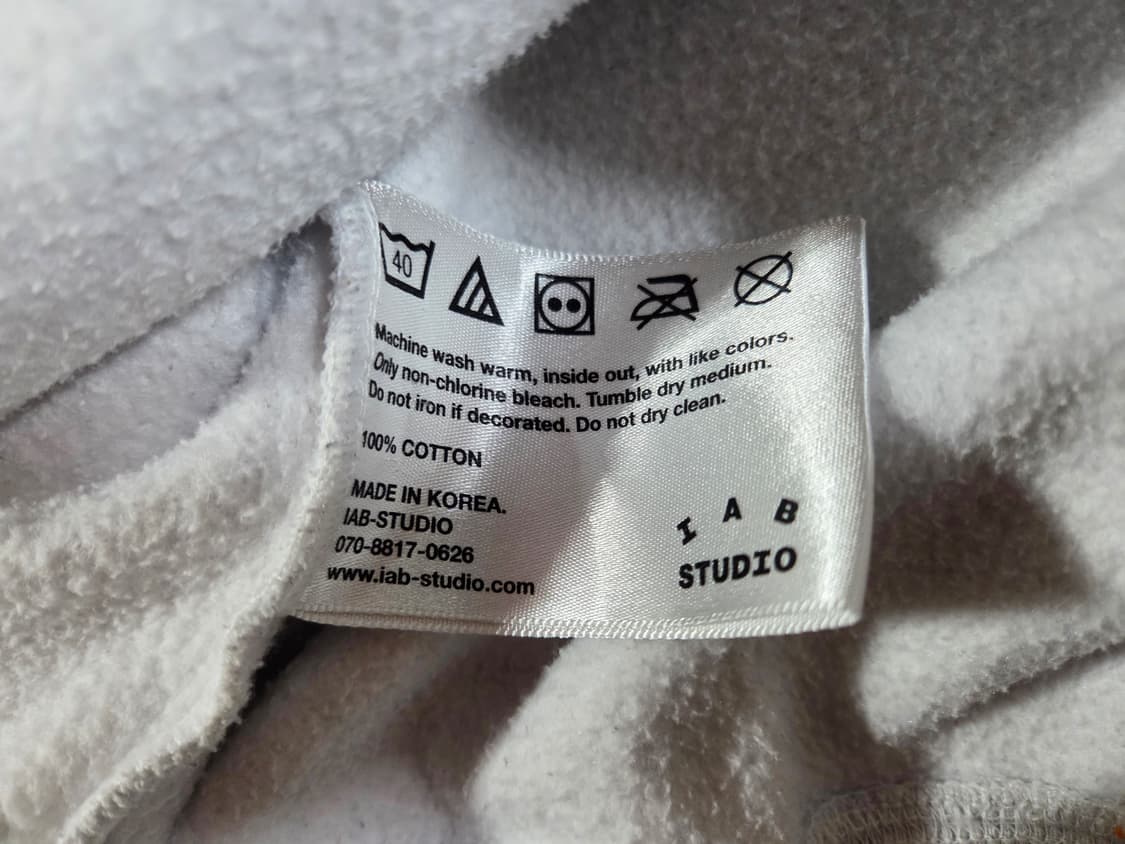 40
Machine wash warm, inside out, with like colors.
Only non-chlorine bleach. Tumble dry medium.
Do not iron if decorated. Do not dry clean.
100% COTTON
MADE IN KOREA.
IAB-STUDIO
070-8817-0626
www.iab-studio.com
I A B
STUDIO